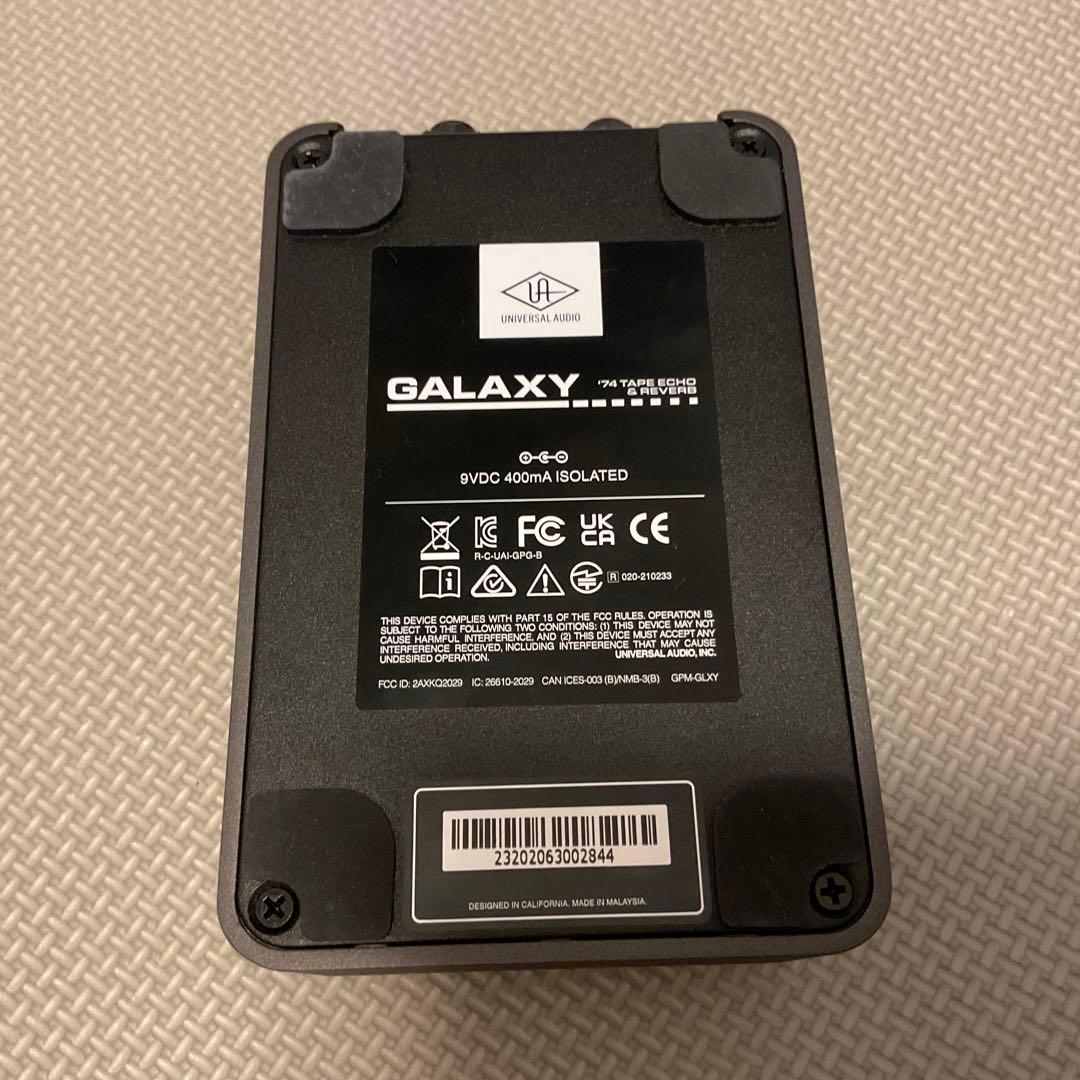 UA
UNIVERSAL AUDIO
GALAXY '74 TAPE ECHO
& REVERB
9VDC 400mA ISOLATED
FC UK
CA CE
R-C-UAI-GPG-B
R 020-210233
THIS DEVICE COMPLIES WITH PART 15 OF THE FCC RULES. OPERATION IS
SUBJECT TO THE FOLLOWING TWO CONDITIONS: (1) THIS DEVICE MAY NOT
CAUSE HARMFUL INTERFERENCE, AND (2) THIS DEVICE MUST ACCEPT ANY
INTERFERENCE RECEIVED, INCLUDING INTERFERENCE THAT MAY CAUSE
UNDESIRED OPERATION. UNIVERSAL AUDIO, INC.
FCC ID: 2AXKQ2029 IC: 26610-2029 CAN ICES-003 (B)/NMB-3(B) GPM-GLXY
23202063002844
DESIGNED IN CALIFORNIA. MADE IN MALAYSIA.